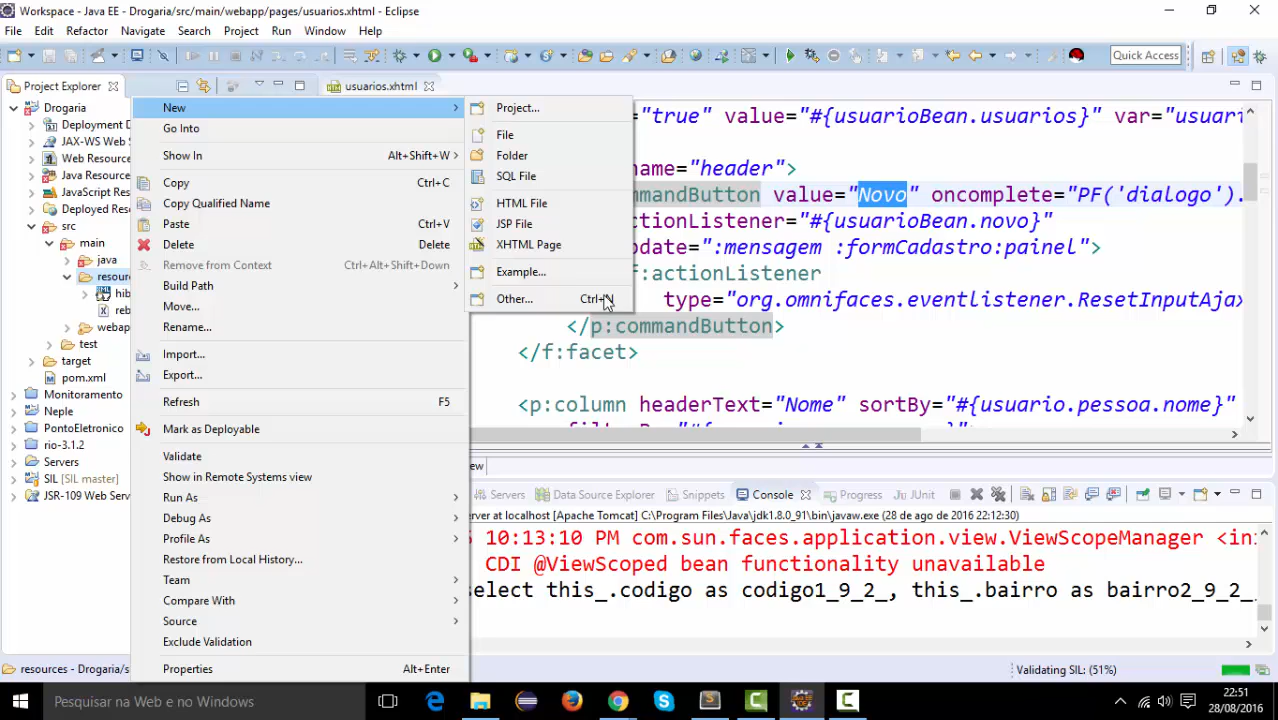 Workspace - Java EE - Drogaria/src/main/webapp/pages/usuarios.xhtml - Eclipse
File Edit Refactor Navigate Search Project Run Window Help
Quick Access
Project Explorer
usuarios.xhtml
Drogaria
Deployment D
JAX-WS Web S
Web Resource
JavaScript Res
Deployed Reso
src
main
java
resourc
hib
reb
webap
test
target
pom.xml
Monitoramento
Neple
PontoEletronico
rio-3.1.2
Servers
SIL [SIL master]
JSR-109 Web Serv
New
Go Into
Show In Alt+Shift+W
Copy Ctrl+C
Copy Qualified Name
Paste Ctrl+V
Delete Delete
Remove from Context Ctrl+Alt+Shift+Down
Build Path
Move...
Rename...
Import...
Export...
Refresh F5
Mark as Deployable
Validate
Show in Remote Systems view
Run As
Debug As
Profile As
Restore from Local History...
Team
Compare With
Source
Exclude Validation
Properties Alt+Enter
Project...
File
Folder
SQL File
HTML File
JSP File
XHTML Page
Example...
Other... Ctrl+N
"true" value="#{usuarioBean.usuarios}" var="usua
name="header">
mmandButton value="Novo" oncomplete="PF('dialogo').
ctionListener="#{usuarioBean.novo}"
pdate=":mensagem :formCadastro:painel">
f:actionListener
type="org.omnifaces.eventlistener.ResetInputAjax
</p:commandButton>
</f:facet>
<p:column headerText="Nome" sortBy="#{usuario.pessoa.nome}"
ew
Servers Data Source Explorer Snippets Console Progress JUnit
erver at localhost [Apache Tomcat] C:\Program Files\Java\jdk1.8.0_91\bin\javaw.exe (28 de ago de 2016 22:12:30)
10:13:10 PM com.sun.faces.application.view.ViewScopeManager <ini
CDI @ViewScoped bean functionality unavailable
select this_.codigo as codigo1_9_2_, this_.bairro as bairro2_9_2_
resources - Drogaria/s
Validating SIL: (51%)
Pesquisar na Web e no Windows
22:51
28/08/2016